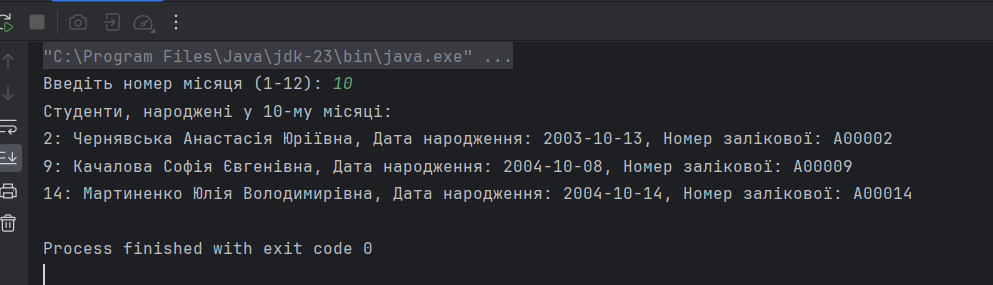 "C:\Program Files\Java\jdk-23\bin\java.exe" ...
Введіть номер місяця (1-12): 10
Студенти, народжені у 10-му місяці:
2: Чернявська Анастасія Юріївна, Дата народження: 2003-10-13, Номер залікової: A00002
9: Качалова Софія Євгенівна, Дата народження: 2004-10-08, Номер залікової: A00009
14: Мартиненко Юлія Володимирівна, Дата народження: 2004-10-14, Номер залікової: A00014
Process finished with exit code 0